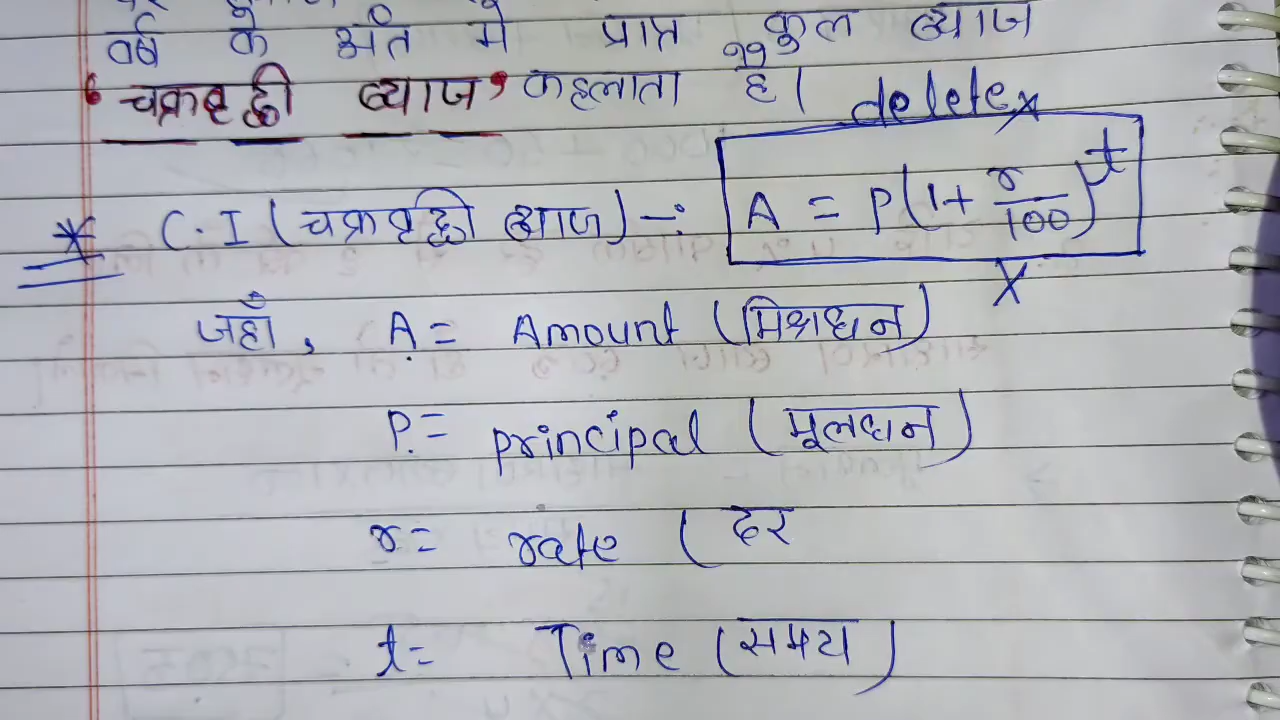 वर्ष के अंत में प्राप्त कुल ब्याज
“चक्रवृद्धी ब्याज” कहलाता है।
delete
* C.I (चक्रवृद्धी ब्याज) -: A = P(1+ r/100)^t
x
जहाँ, A = Amount (मिश्रधन)
P = principal (मूलधन)
r = rate (दर
t = Time (समय)